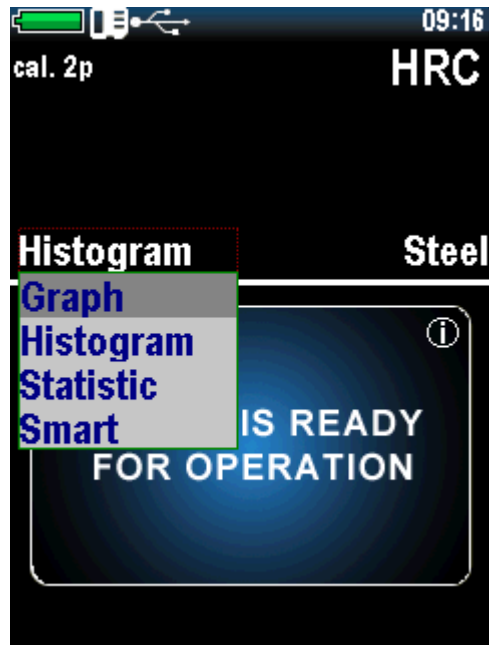 09:16
cal. 2p HRC
Histogram Steel
Graph
Histogram
Statistic
Smart
IS READY
FOR OPERATION